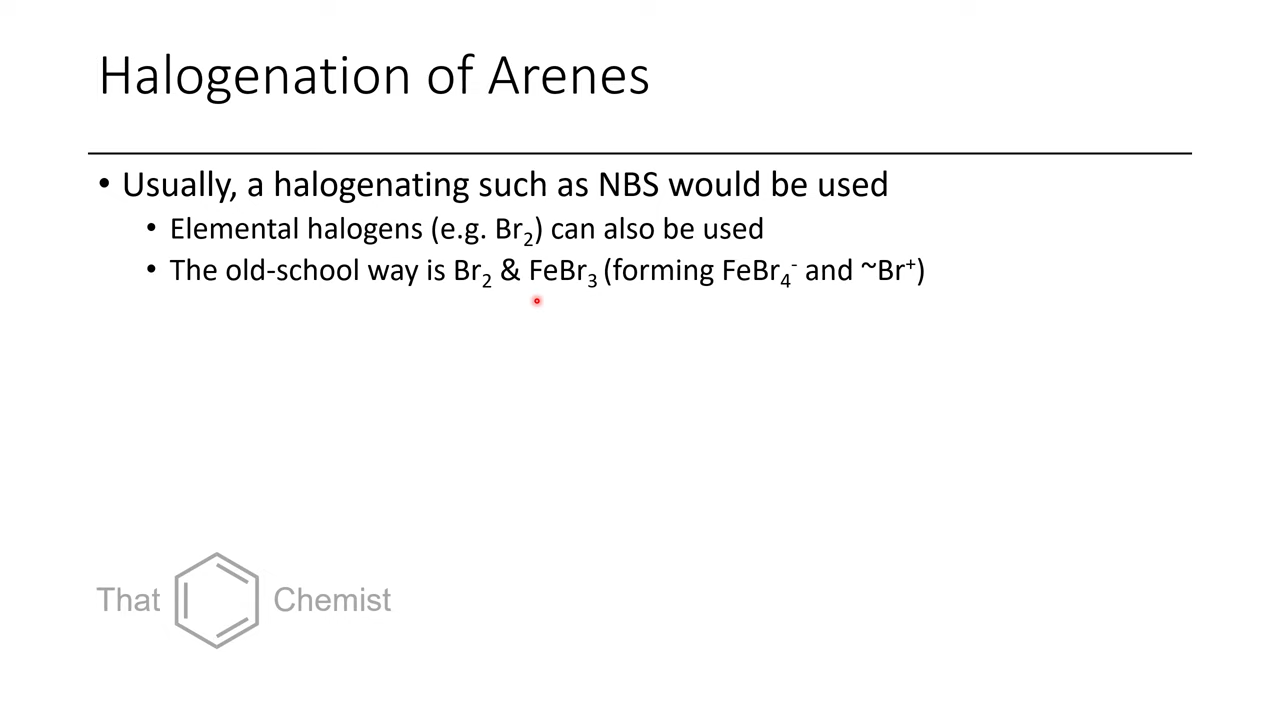 Halogenation of Arenes
• Usually, a halogenating such as NBS would be used
• Elemental halogens (e.g. Br₂) can also be used
• The old-school way is Br₂ & FeBr₃ (forming FeBr₄⁻ and ~Br⁺)
That Chemist